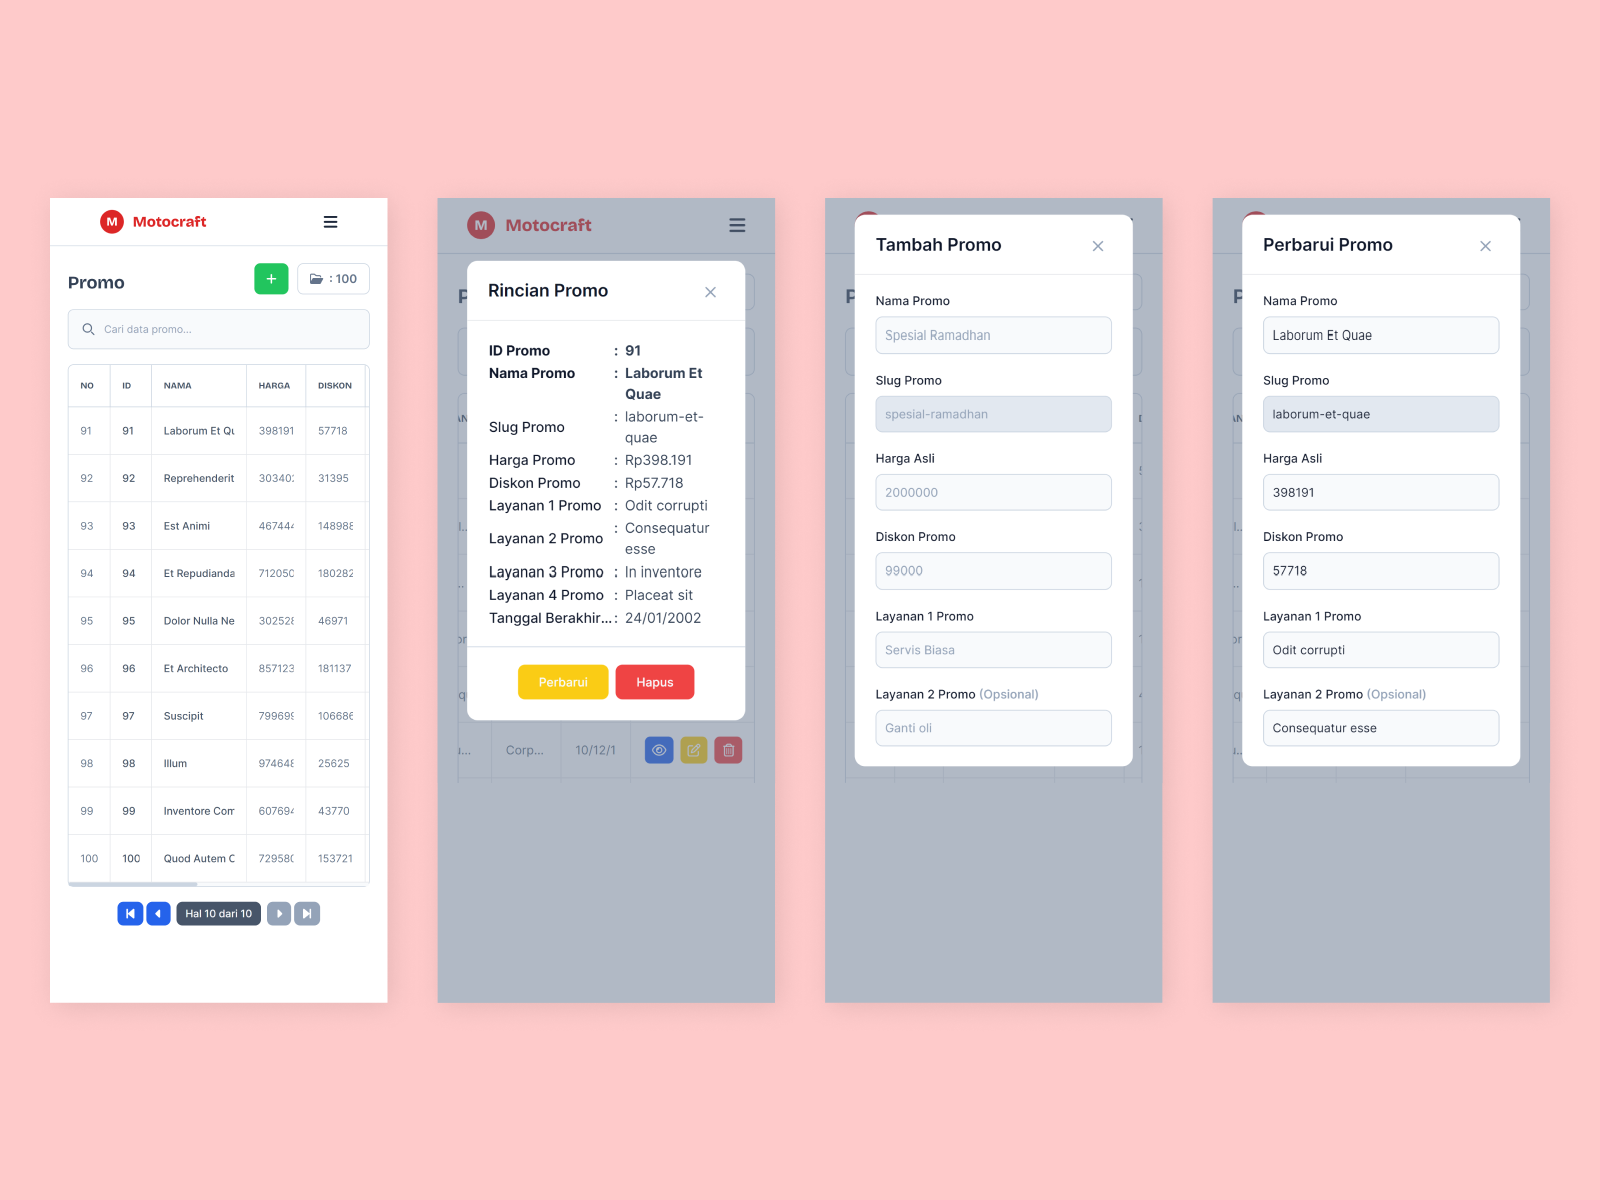 M Motocraft
Promo
+
: 100
Cari data promo...
NO ID NAMA HARGA DISKON
91 91 Laborum Et Qu 398191 57718
92 92 Reprehenderit 30340 31395
93 93 Est Animi 46744 148988
94 94 Et Repudianda 71205 180282
95 95 Dolor Nulla Ne 302528 46971
96 96 Et Architecto 857123 181137
97 97 Suscipit 799699 106686
98 98 Illum 974648 25625
99 99 Inventore Com 60769 43770
100 100 Quod Autem 729580 153721
Hal 10 dari 10
M Motocraft
P
Rincian Promo
ID Promo : 91
Nama Promo : Laborum Et
Quae
Slug Promo : laborum-et-
quae
Harga Promo : Rp398.191
Diskon Promo : Rp57.718
Layanan 1 Promo : Odit corrupti
Layanan 2 Promo : Consequatur
esse
Layanan 3 Promo : In inventore
Layanan 4 Promo : Placeat sit
Tanggal Berakhir... : 24/01/2002
Perbarui Hapus
Corp... 10/12/1
P
Tambah Promo
Nama Promo
Spesial Ramadhan
Slug Promo
spesial-ramadhan
Harga Asli
2000000
Diskon Promo
99000
Layanan 1 Promo
Servis Biasa
Layanan 2 Promo (Opsional)
Ganti oli
P
Perbarui Promo
Nama Promo
Laborum Et Quae
Slug Promo
laborum-et-quae
Harga Asli
398191
Diskon Promo
57718
Layanan 1 Promo
Odit corrupti
Layanan 2 Promo (Opsional)
Consequatur esse